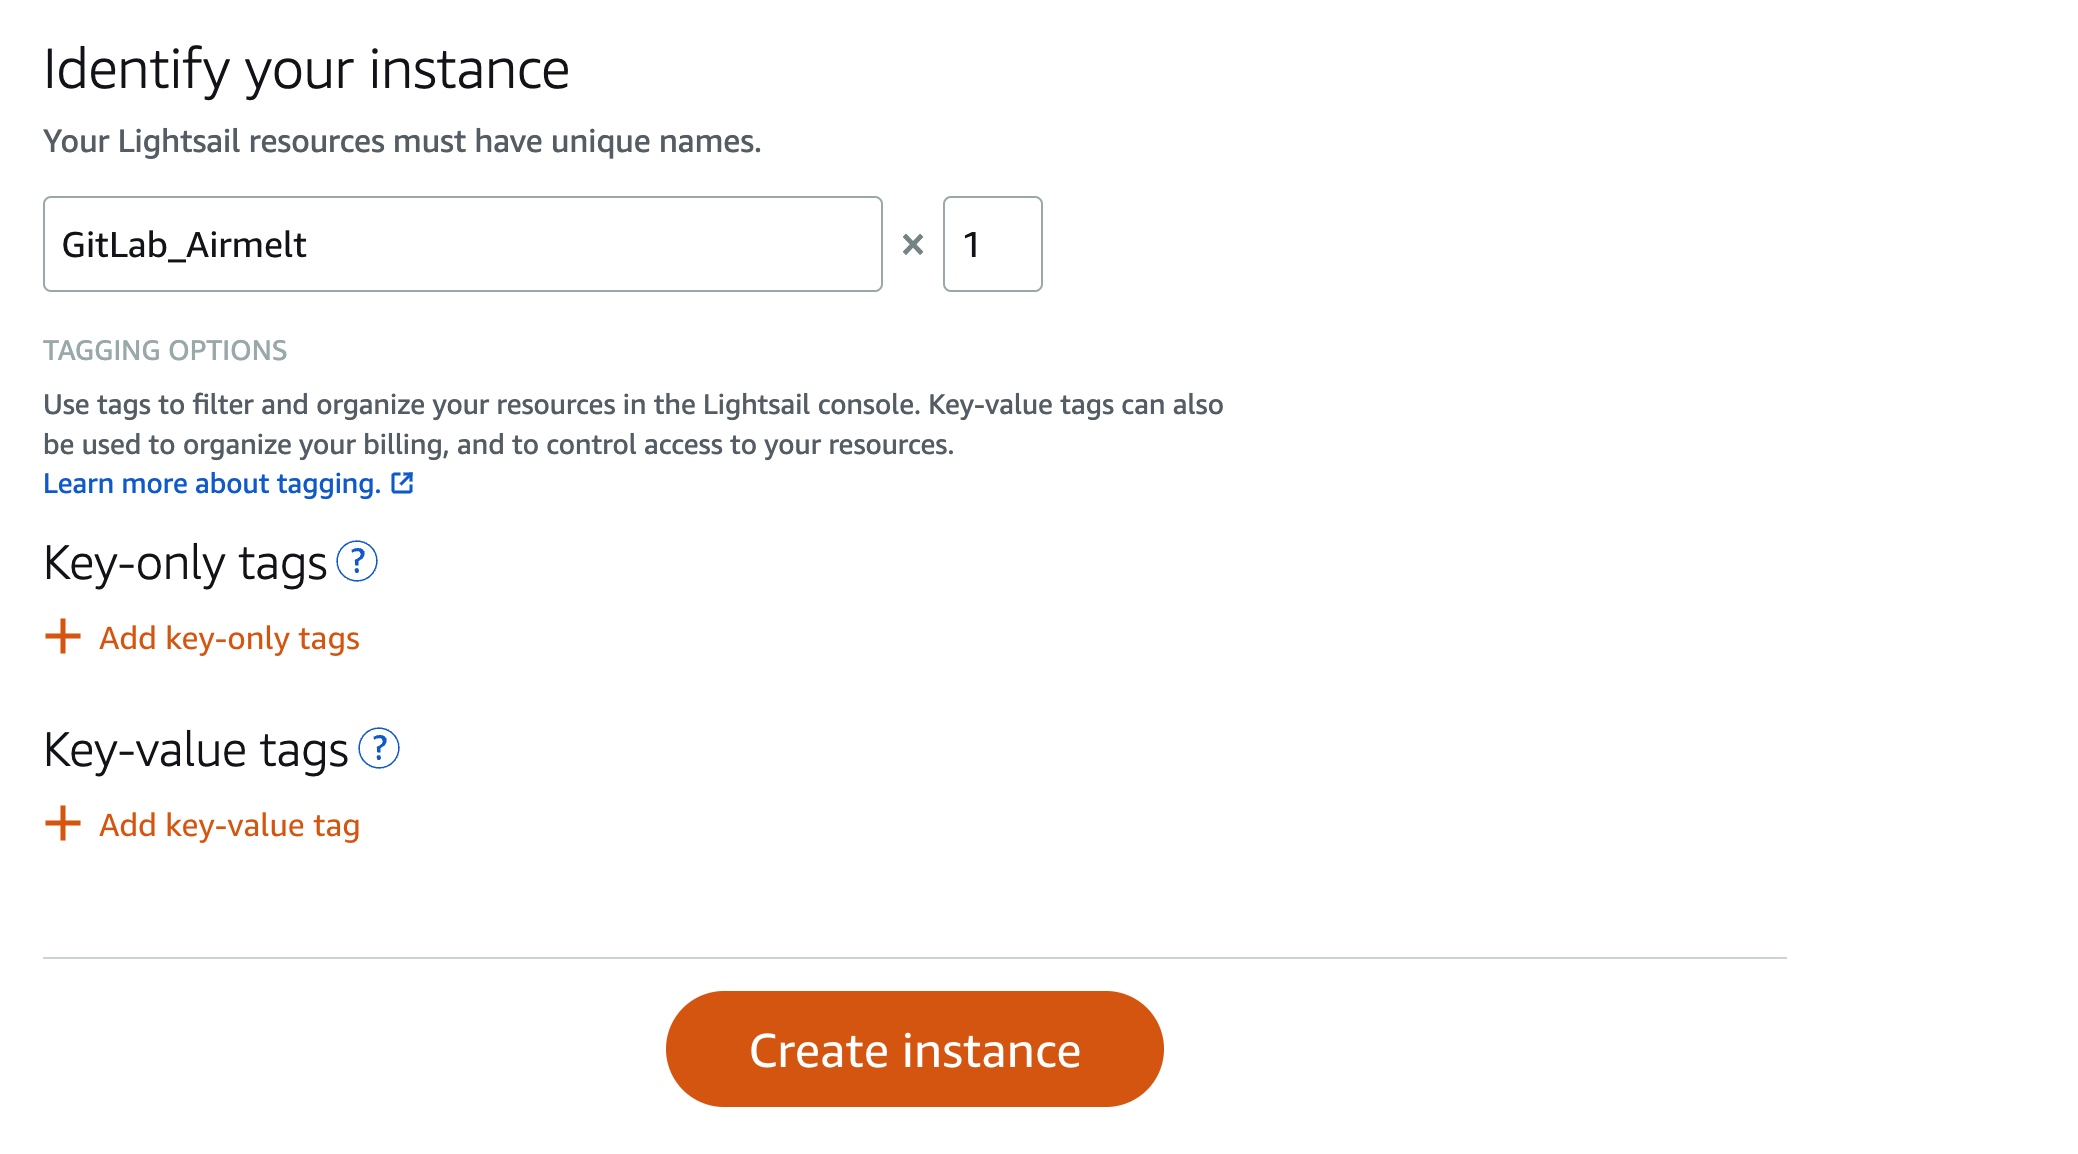 Identify your instance
Your Lightsail resources must have unique names.
GitLab_Airmelt × 1
TAGGING OPTIONS
Use tags to filter and organize your resources in the Lightsail console. Key-value tags can also
be used to organize your billing, and to control access to your resources.
Learn more about tagging.
Key-only tags ?
+ Add key-only tags
Key-value tags ?
+ Add key-value tag
Create instance